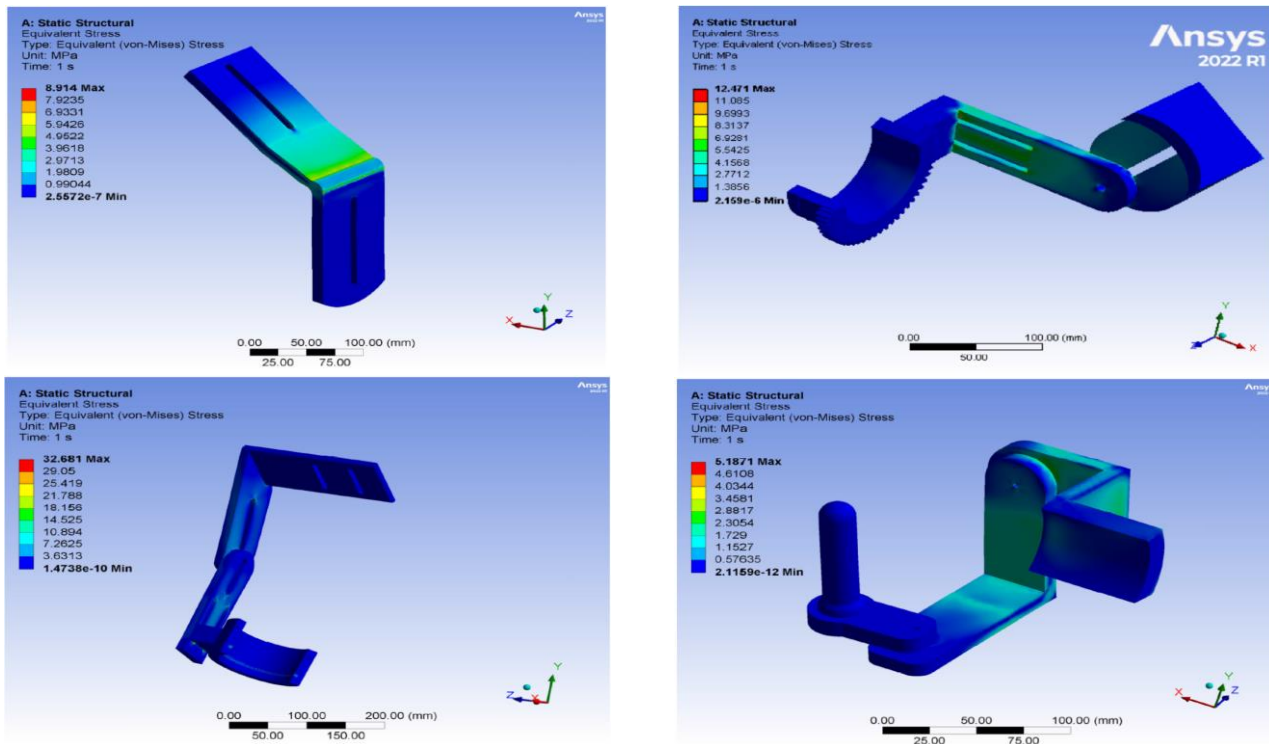 A: Static Structural
Equivalent Stress
Type: Equivalent (von-Mises) Stress
Unit: MPa
Time: 1 s
8.914 Max
7.9235
6.9331
5.9426
4.9522
3.9618
2.9713
1.9809
0.99044
2.5572e-7 Min
Ansys
X
Y
Z
0.00 50.00 100.00 (mm)
25.00 75.00
A: Static Structural
Equivalent Stress
Type: Equivalent (von-Mises) Stress
Unit: MPa
Time: 1 s
12.471 Max
11.085
9.6993
8.3137
6.9281
5.5425
4.1568
2.7712
1.3856
2.159e-6 Min
Ansys
2022 R1
Y
Z
X
0.00 100.00 (mm)
50.00
A: Static Structural
Equivalent Stress
Type: Equivalent (von-Mises) Stress
Unit: MPa
Time: 1 s
32.681 Max
29.05
25.419
21.788
18.156
14.525
10.894
7.2625
3.6313
1.4738e-10 Min
Ansys
Y
Z
X
0.00 100.00 200.00 (mm)
50.00 150.00
A: Static Structural
Equivalent Stress
Type: Equivalent (von-Mises) Stress
Unit: MPa
Time: 1 s
5.1871 Max
4.6108
4.0344
3.4581
2.8817
2.3054
1.729
1.1527
0.57635
2.1159e-12 Min
Ansys
Y
X
Z
0.00 50.00 100.00 (mm)
25.00 75.00